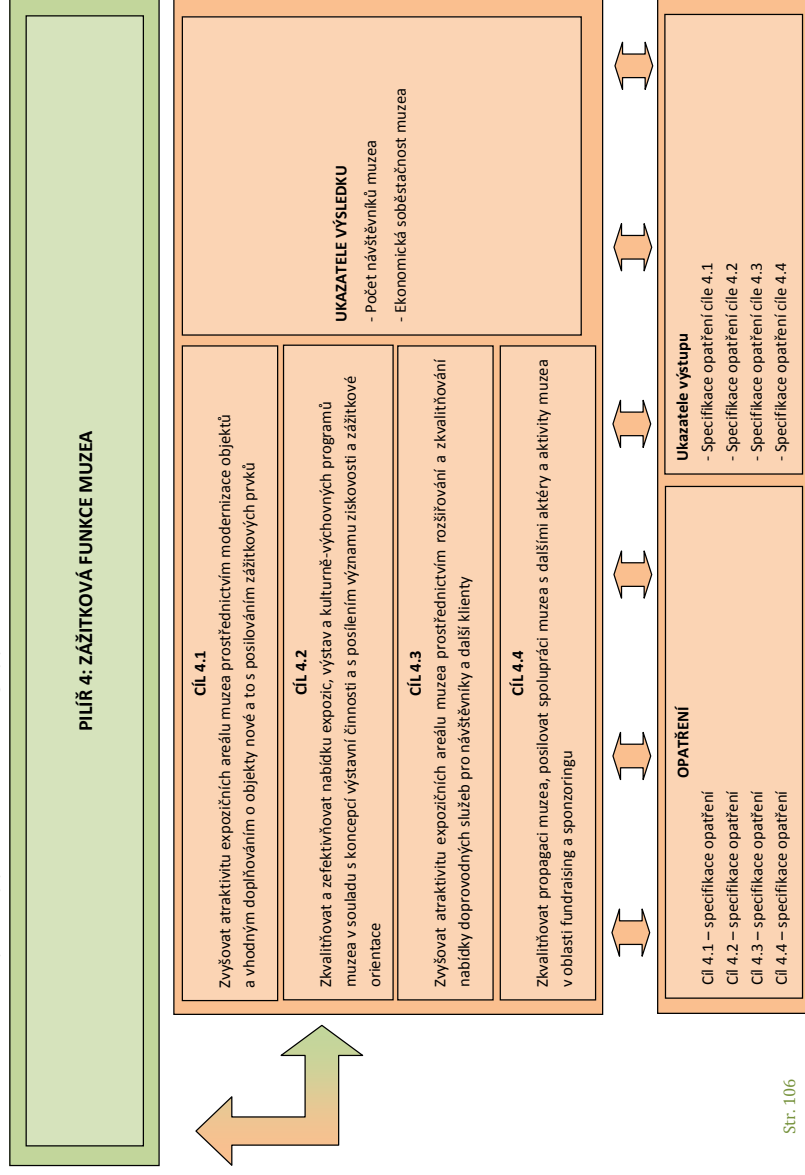 PILÍŘ 4: ZÁŽITKOVÁ FUNKCE MUZEA
CÍL 4.1
Zvyšovat atraktivitu expozičních areálu muzea prostřednictvím modernizace objektů
a vhodným doplňováním o objekty nové a to s posilováním zážitkových prvků
CÍL 4.2
Zkvalitňovat a zefektivňovat nabídku expozic, výstav a kulturně-výchovných programů
muzea v souladu s koncepcí výstavní činnosti a s posílením významu ziskovosti a zážitkové
orientace
CÍL 4.3
Zvyšovat atraktivitu expozičních areálu muzea prostřednictvím rozšiřování a zkvalitňování
nabídky doprovodných služeb pro návštěvníky a další klienty
CÍL 4.4
Zkvalitňovat propagaci muzea, posilovat spolupráci muzea s dalšími aktéry a aktivity muzea
v oblasti fundraising a sponzoringu
UKAZATELE VÝSLEDKU
- Počet návštěvníků muzea
- Ekonomická soběstačnost muzea
OPATŘENÍ
Cíl 4.1 – specifikace opatření
Cíl 4.2 – specifikace opatření
Cíl 4.3 – specifikace opatření
Cíl 4.4 – specifikace opatření
Ukazatele výstupu
- Specifikace opatření cíle 4.1
- Specifikace opatření cíle 4.2
- Specifikace opatření cíle 4.3
- Specifikace opatření cíle 4.4
Str. 106